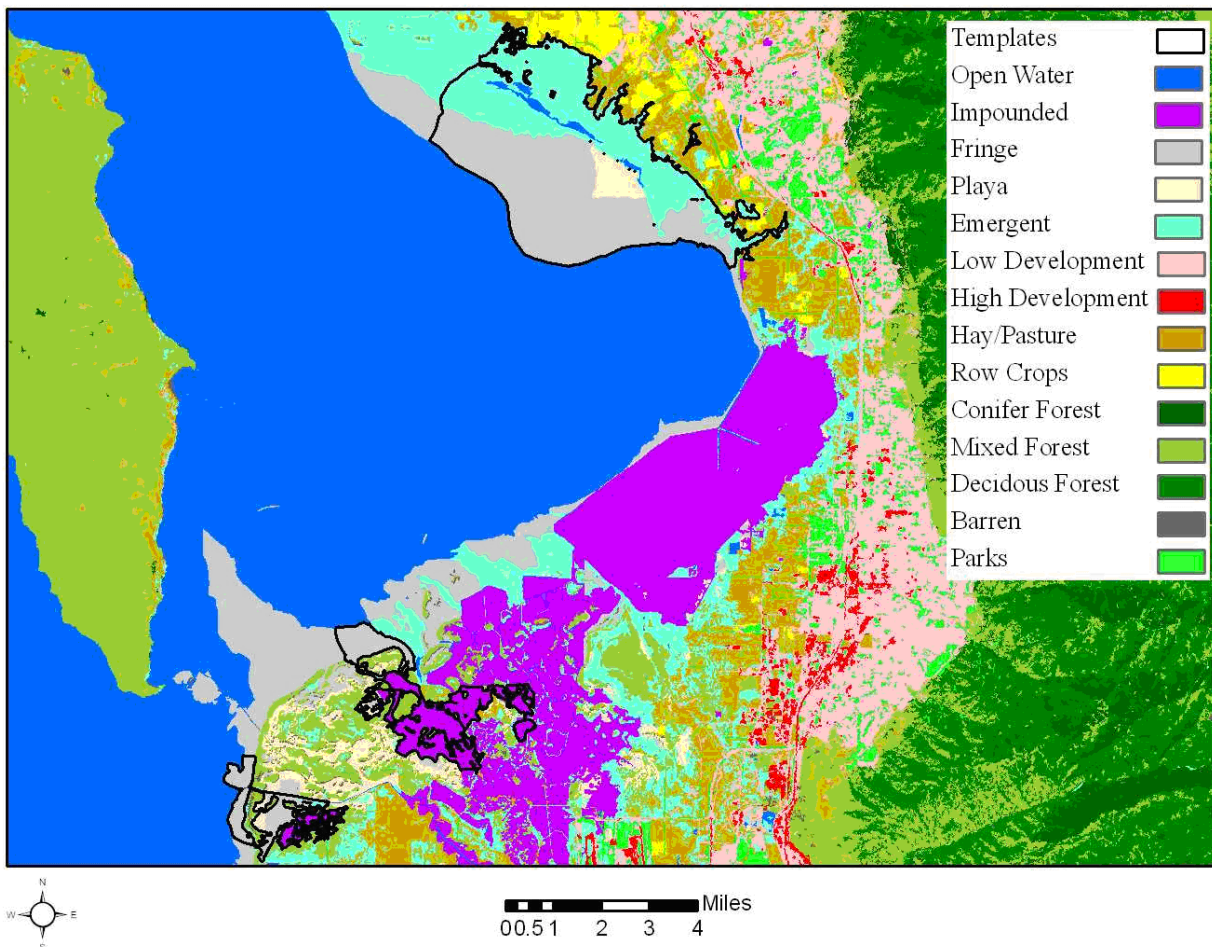 Templates
Open Water
Impounded
Fringe
Playa
Emergent
Low Development
High Development
Hay/Pasture
Row Crops
Conifer Forest
Mixed Forest
Decidous Forest
Barren
Parks
N
W E
S
Miles
0 0.5 1 2 3 4